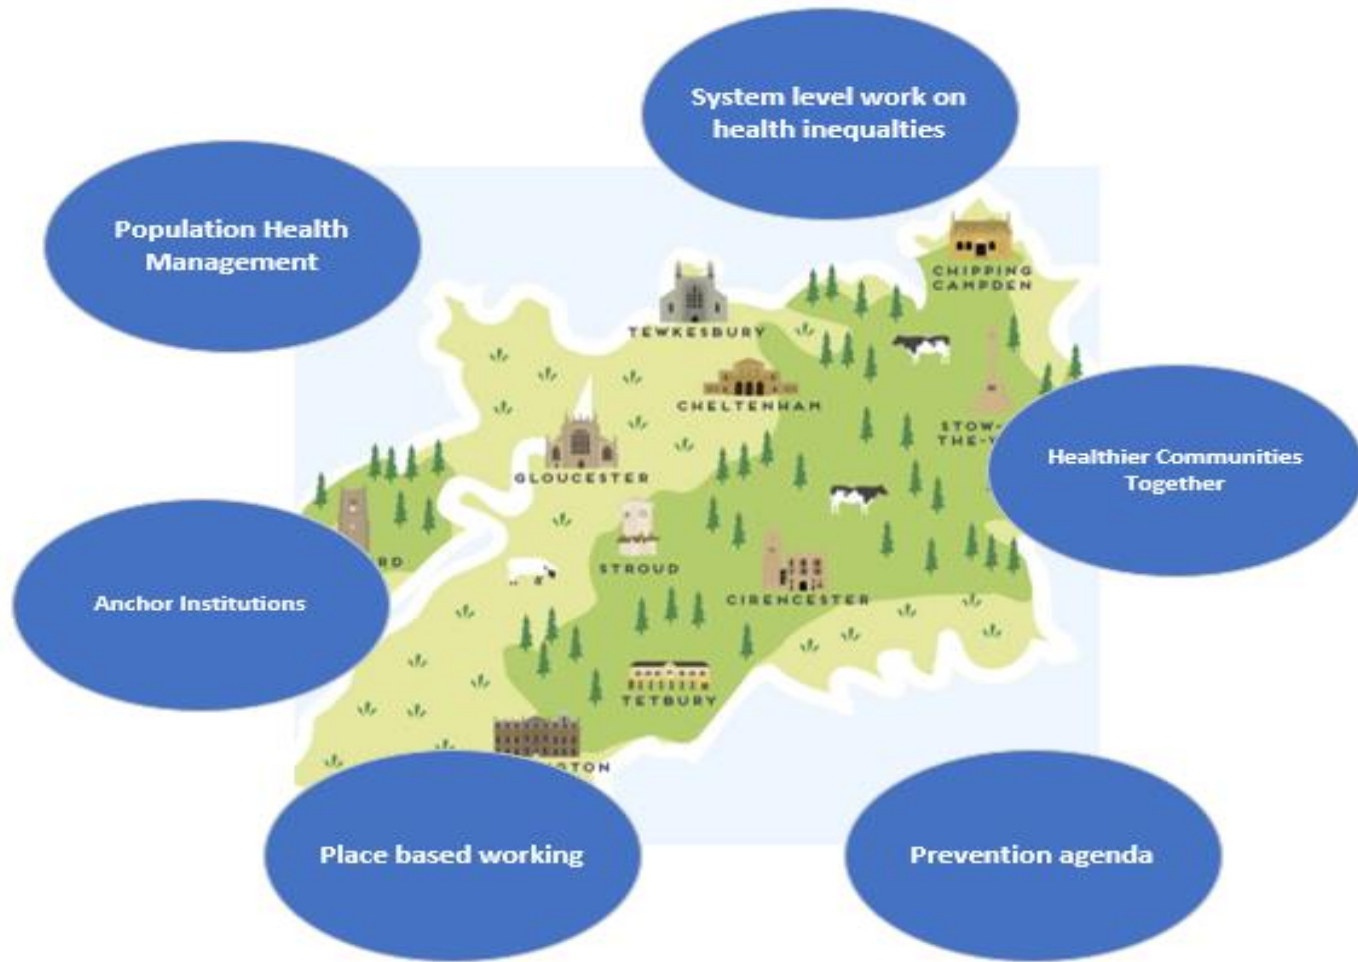 System level work on
health inequalties
Population Health
Management
CHIPPING
CAMPDEN
TEWKESBURY
CHELTENHAM
GLOUCESTER
Healthier Communities
Together
STROUD
CIRENCESTER
Anchor Institutions
TETBURY
Place based working
Prevention agenda